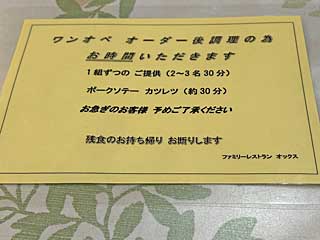 ワンオペ オーダー後調理の為
お時間いただきます
1組ずつの ご提供（2～3名30分）
ポークソテー カツレツ（約30分）
お急ぎのお客様 予めご了承ください
残食のお持ち帰り お断りします
ファミリーレストラン オックス